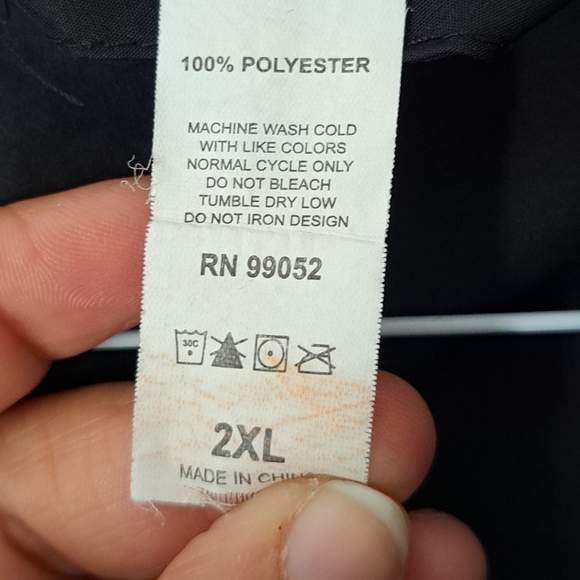 100% POLYESTER
MACHINE WASH COLD
WITH LIKE COLORS
NORMAL CYCLE ONLY
DO NOT BLEACH
TUMBLE DRY LOW
DO NOT IRON DESIGN
RN 99052
30C
2XL
MADE IN CHINA